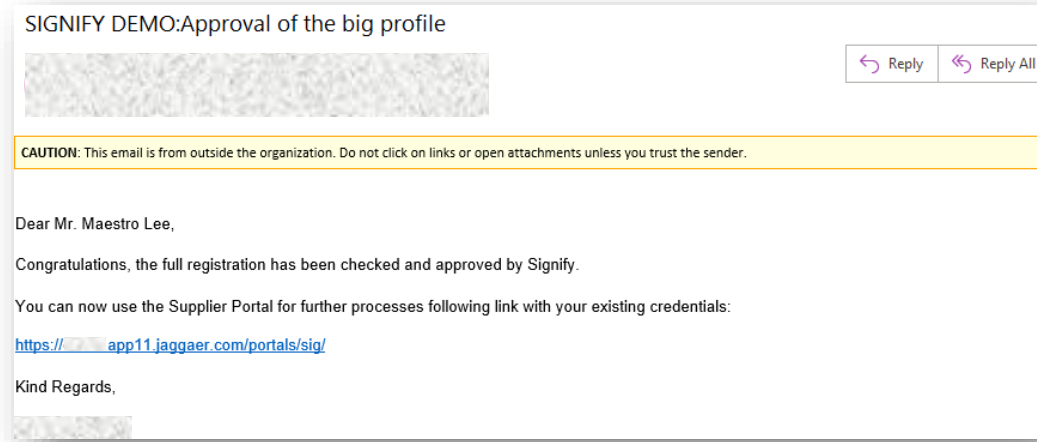 SIGNIFY DEMO:Approval of the big profile
Reply Reply All
CAUTION: This email is from outside the organization. Do not click on links or open attachments unless you trust the sender.
Dear Mr. Maestro Lee,
Congratulations, the full registration has been checked and approved by Signify.
You can now use the Supplier Portal for further processes following link with your existing credentials:
https:// app11.jaggaer.com/portals/sig/
Kind Regards,